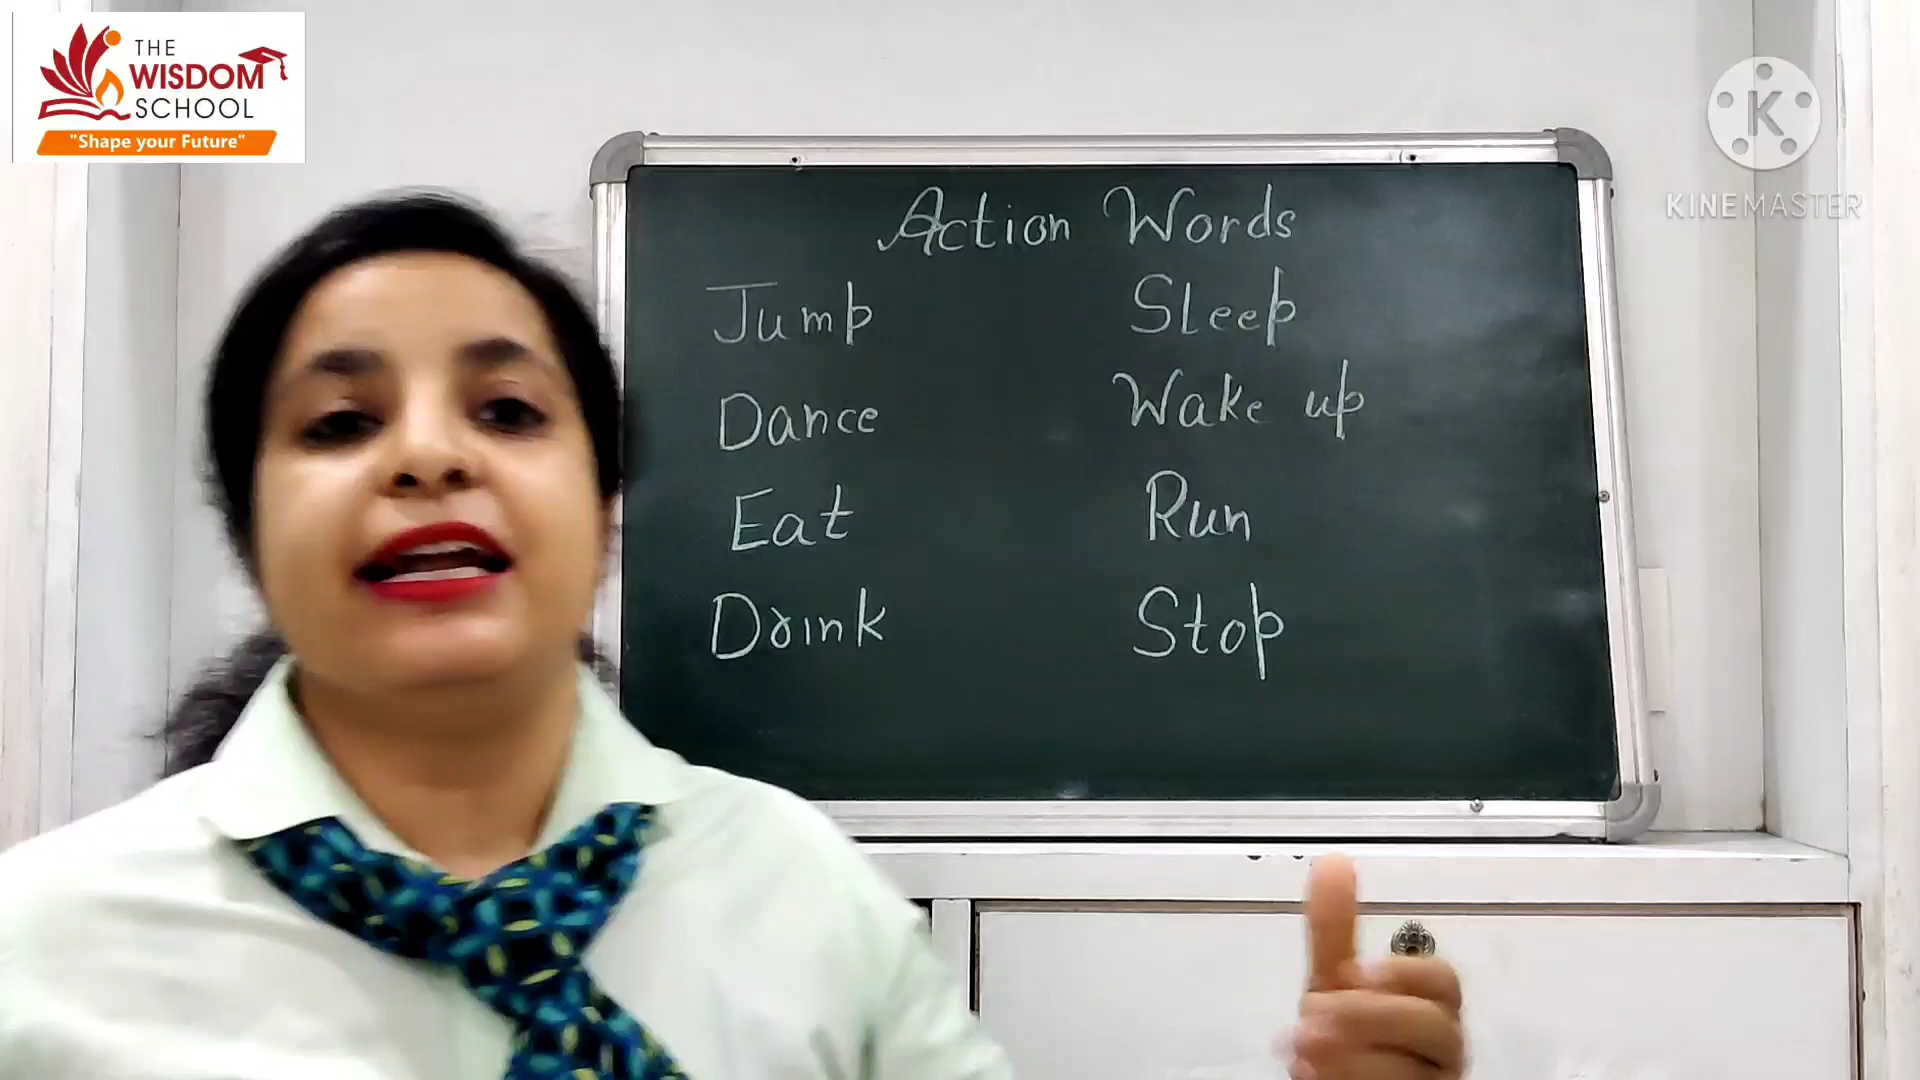 THE
WISDOM
SCHOOL
"Shape your Future"
K
KINEMASTER
Action Words
Jump Sleep
Dance Wake up
Eat Run
Drink Stop